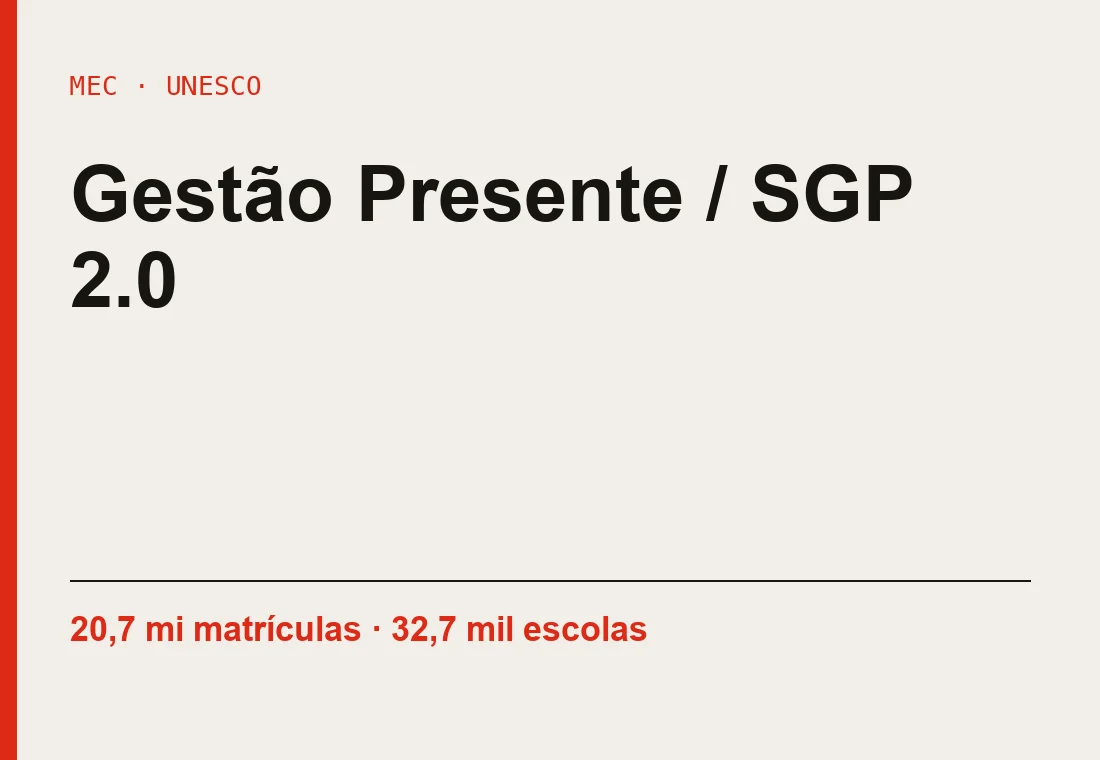 MEC · UNESCO
Gestão Presente / SGP
2.0
20,7 mi matrículas · 32,7 mil escolas